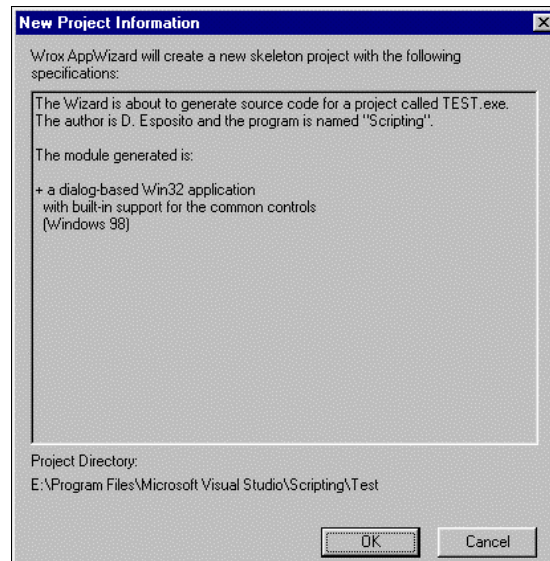 New Project Information
Wrox AppWizard will create a new skeleton project with the following
specifications:
The Wizard is about to generate source code for a project called TEST.exe.
The author is D. Esposito and the program is named "Scripting".
The module generated is:
+ a dialog-based Win32 application
with built-in support for the common controls
(Windows 98)
Project Directory:
E:\Program Files\Microsoft Visual Studio\Scripting\Test
OK
Cancel